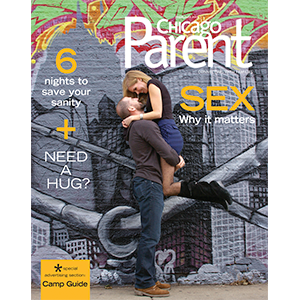 Chicago
Parent
6
nights to
save your
sanity
+
NEED
A
HUG?
SEX
Why it matters
* special
advertising section:
Camp Guide